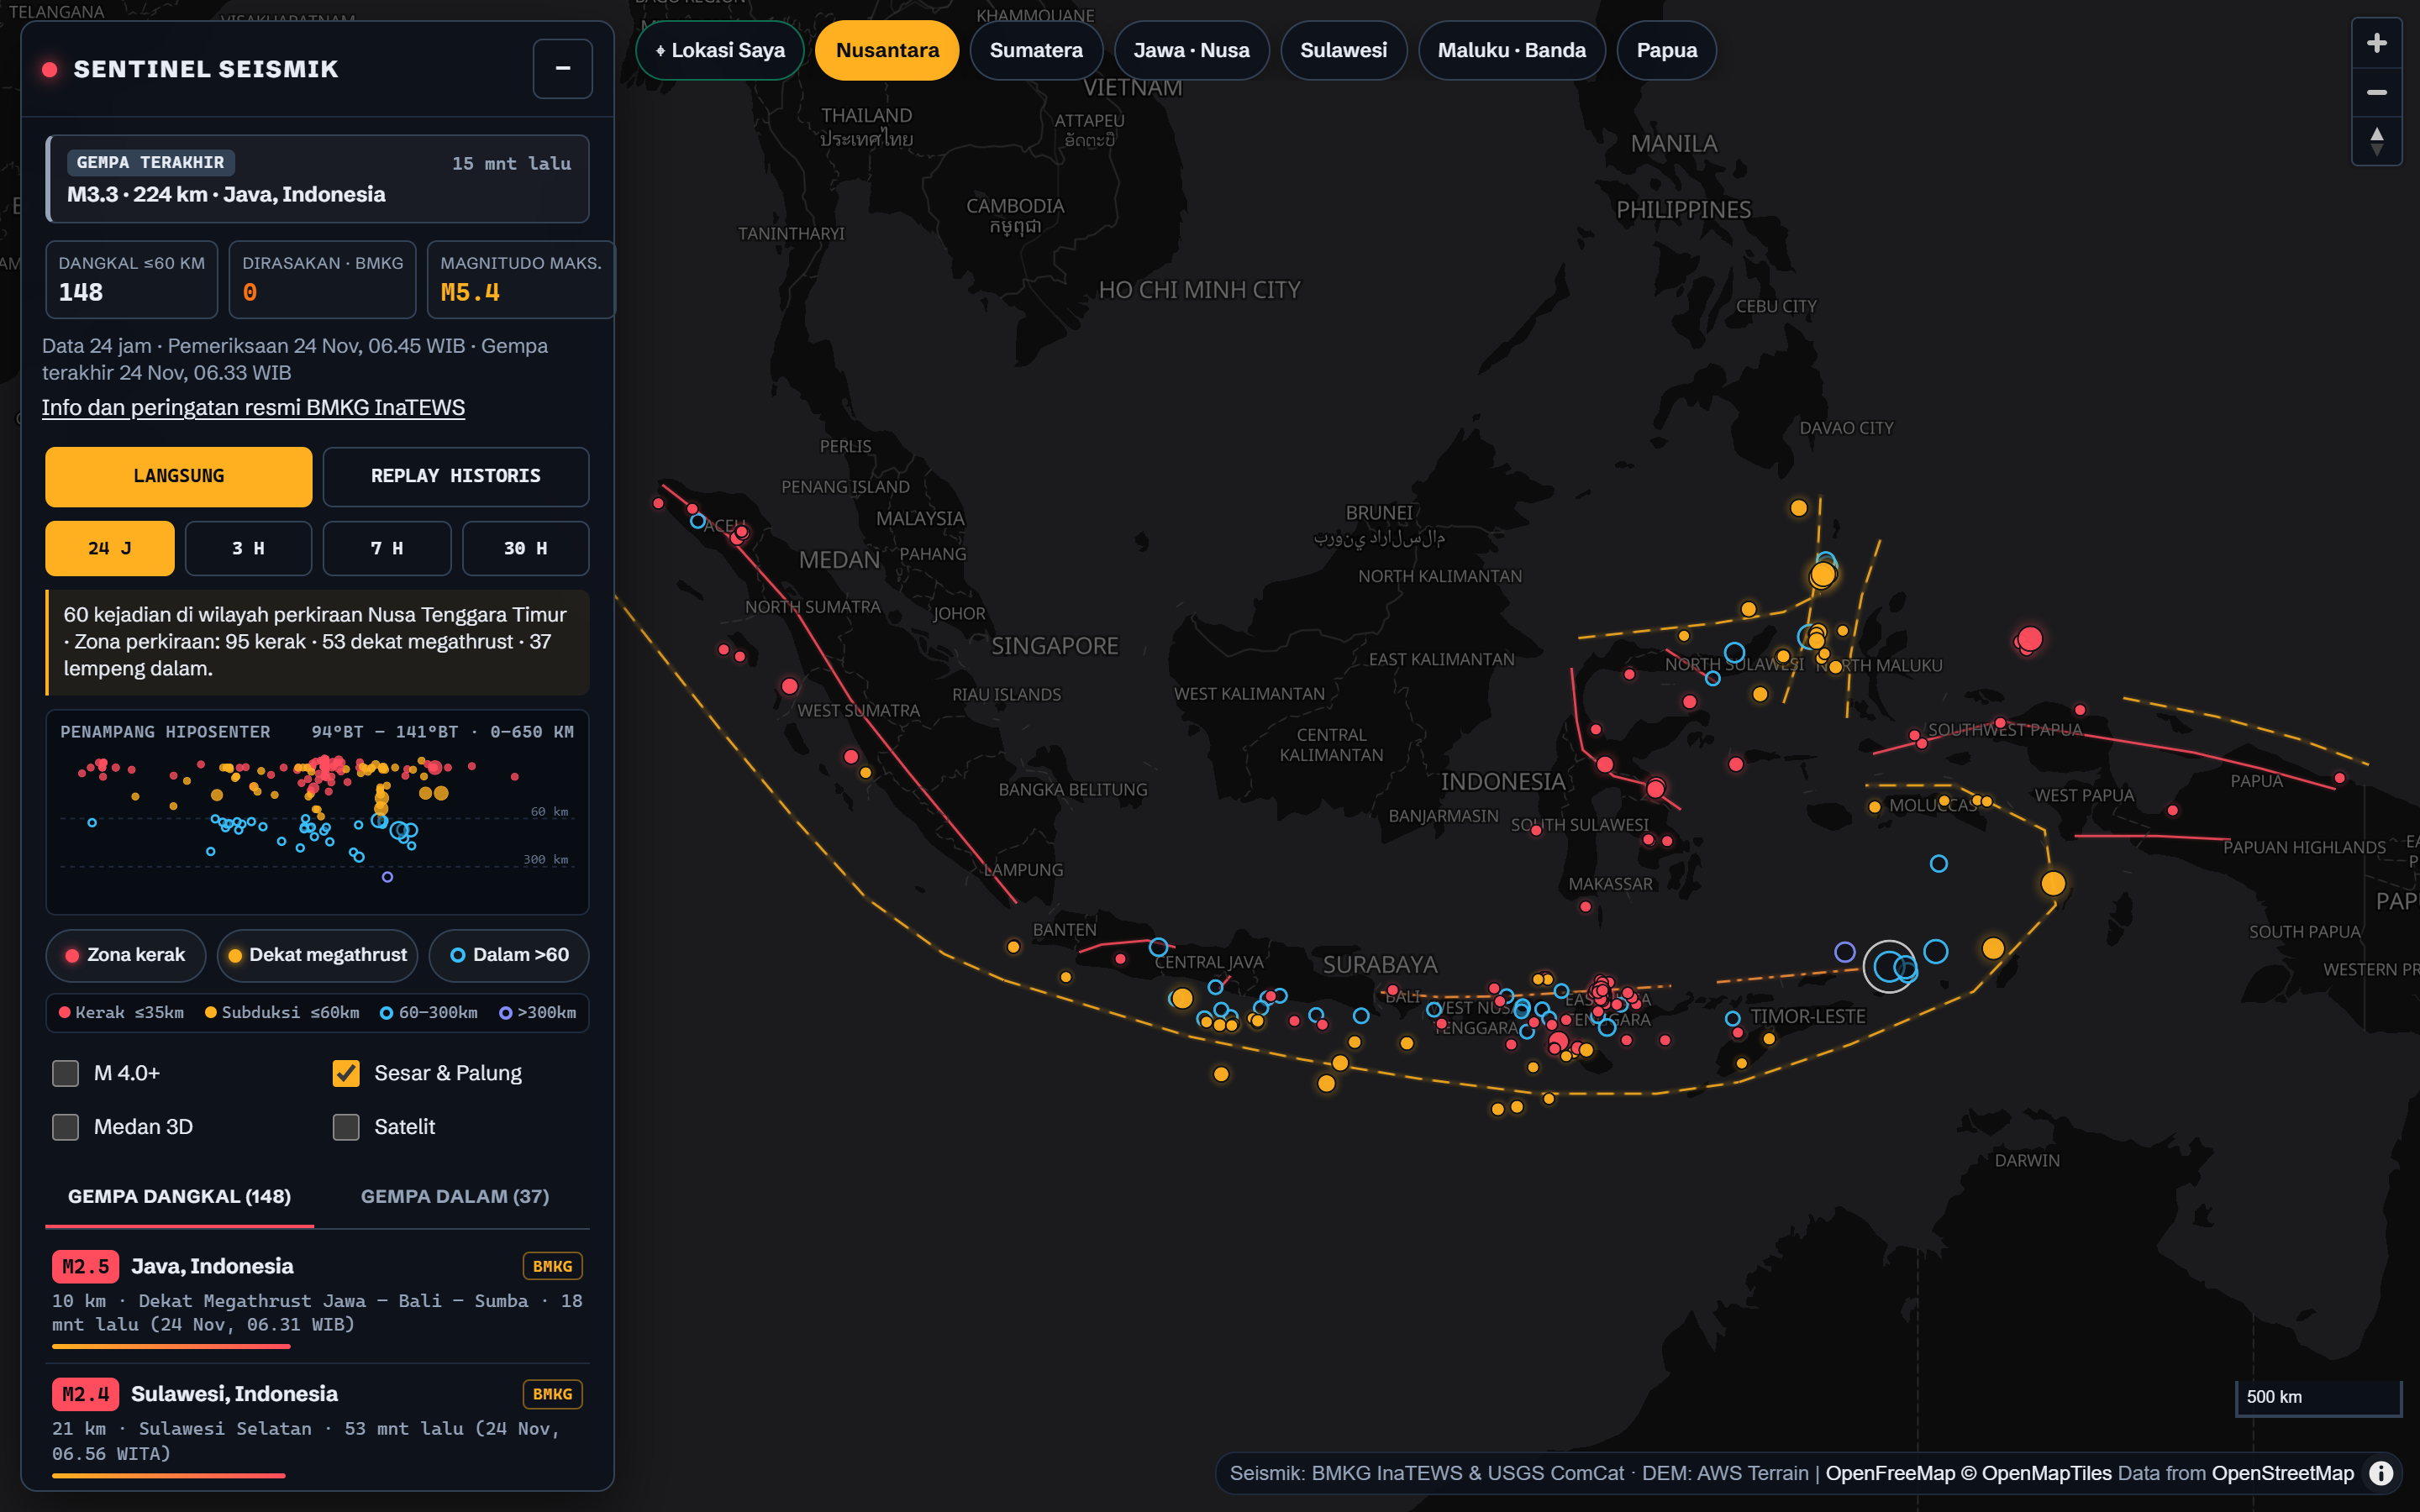 SENTINEL SEISMIK
−
GEMPA TERAKHIR
15 mnt lalu
M3.3 · 224 km · Java, Indonesia
DANGKAL ≤60 KM
148
DIRASAKAN · BMKG
0
MAGNITUDO MAKS.
M5.4
Data 24 jam · Pemeriksaan 24 Nov, 06.45 WIB · Gempa
terakhir 24 Nov, 06.33 WIB
Info dan peringatan resmi BMKG InaTEWS
LANGSUNG
REPLAY HISTORIS
24 J
3 H
7 H
30 H
60 kejadian di wilayah perkiraan Nusa Tenggara Timur
· Zona perkiraan: 95 kerak · 53 dekat megathrust · 37
lempeng dalam.
PENAMPANG HIPOSENTER
94°BT — 141°BT · 0—650 KM
60 km
300 km
Zona kerak
Dekat megathrust
Dalam >60
Kerak ≤35km
Subduksi ≤60km
60–300km
>300km
M 4.0+
Sesar & Palung
Medan 3D
Satelit
GEMPA DANGKAL (148)
GEMPA DALAM (37)
M2.5 Java, Indonesia
BMKG
10 km · Dekat Megathrust Jawa — Bali — Sumba · 18
mnt lalu (24 Nov, 06.31 WIB)
M2.4 Sulawesi, Indonesia
BMKG
21 km · Sulawesi Selatan · 53 mnt lalu (24 Nov,
06.56 WITA)
⌖ Lokasi Saya
Nusantara
Sumatera
Jawa · Nusa
Sulawesi
Maluku · Banda
Papua
TELANGANA
KHAMMOUANE
VIETNAM
THAILAND
ประเทศไทย
ATTAPEU
ອັດຕະປື
CAMBODIA
កម្ពុជា
TANINTHARYI
HO CHI MINH CITY
MANILA
PHILIPPINES
CEBU CITY
DAVAO CITY
PERLIS
PENANG ISLAND
ACEH
MALAYSIA
MEDAN
PAHANG
NORTH SUMATRA
JOHOR
SINGAPORE
BRUNEI
بروني دارالسلام
NORTH KALIMANTAN
EAST KALIMANTAN
WEST KALIMANTAN
RIAU ISLANDS
WEST SUMATRA
CENTRAL
KALIMANTAN
NORTH SULAWESI
NORTH MALUKU
SOUTHWEST PAPUA
INDONESIA
BANGKA BELITUNG
BANJARMASIN
SOUTH SULAWESI
MOLUCCAS
WEST PAPUA
PAPUA
PAPUAN HIGHLANDS
LAMPUNG
MAKASSAR
BANTEN
CENTRAL JAVA
SURABAYA
BALI
WEST NUSA
TENGGARA
TIMOR-LESTE
SOUTH PAPUA
DARWIN
500 km
Seismik: BMKG InaTEWS & USGS ComCat · DEM: AWS Terrain | OpenFreeMap © OpenMapTiles Data from OpenStreetMap